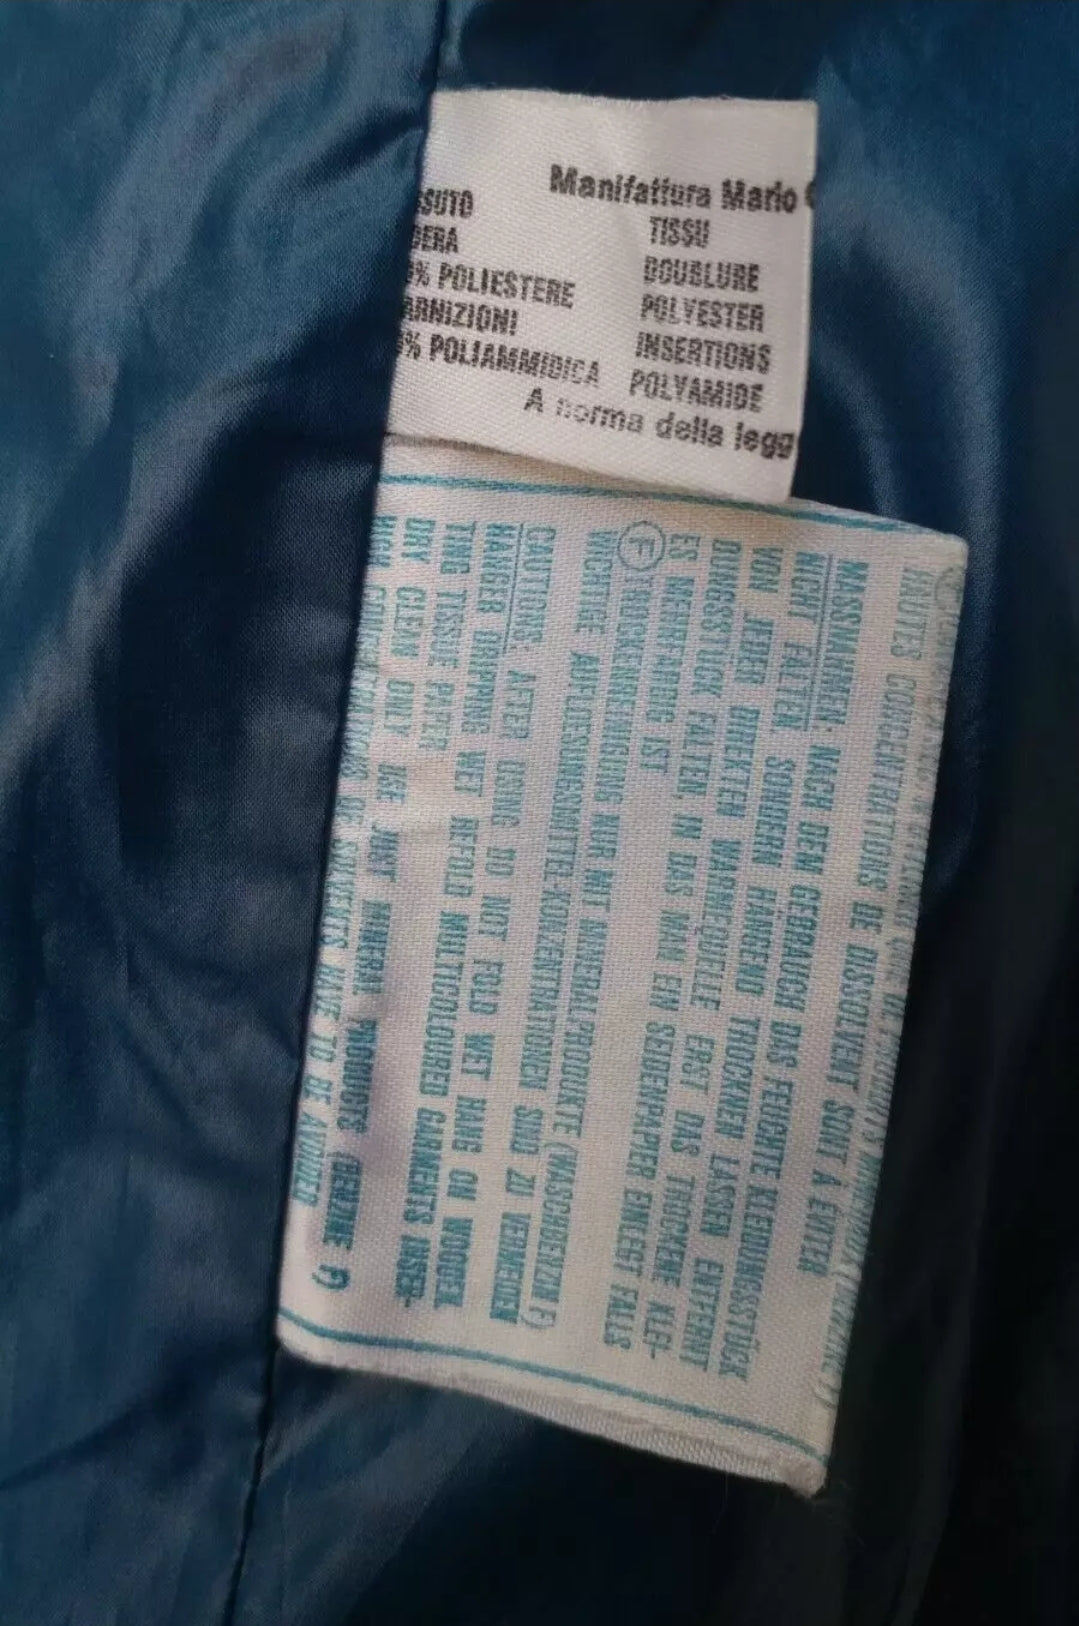 Manifattura Mario
SSUTO TISSU
DERA DOUBLURE
% POLIESTERE POLYESTER
ARNIZIONI INSERTIONS
% POLIAMMIDICA POLYAMIDE
A norma della legg
HAUTES CONCENTRATIONS DE DISSOLVENT SONT A EVITER
MASSNAHMEN: NACH DEM GEBRAUCH DAS FEUCHTE KLEIDUNGSSTÜCK
NICHT FALTEN, SONDERN HÄNGEND TROCKNEN LASSEN ENTFERNT
VON JEDER DIREKTEN WÄRMEQUELLE ERST DAS TROCKENE KLEI-
DUNGSSTÜCK FALTEN, IN DAS MAN EIN SEIDENPAPIER EINLEGT FALLS
ES MEHRFARBIG IST
F TROCKENREINIGUNG NUR MIT MINERALPRODUKTE (WASCHBENZIN F)
WICHTIGE AUFLOESUNGSMITTEL-KONZENTRATIONEN SIND ZU VERMEIDEN
CAUTIONS: AFTER USING DO NOT FOLD WET HANG ON WOODEN
HANGER DRIPPING WET REFOLD MULTICOLOURED GARMENTS INSER-
TING TISSUE PAPER
DRY CLEAN ONLY USE JUST MINERAL PRODUCTS (BENZINE F)
HIGH CONCENTRATIONS OF SOLVENTS HAVE TO BE AVOIDED